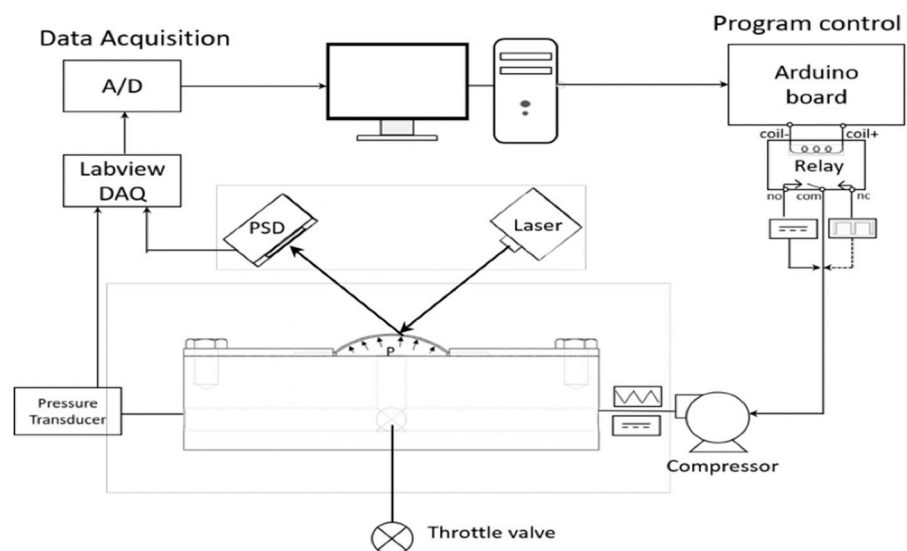 Data Acquisition
Program control
A/D
Arduino
board
coil-
coil+
Relay
no
com
nc
Labview
DAQ
PSD
Laser
P
Pressure
Transducer
Compressor
Throttle valve